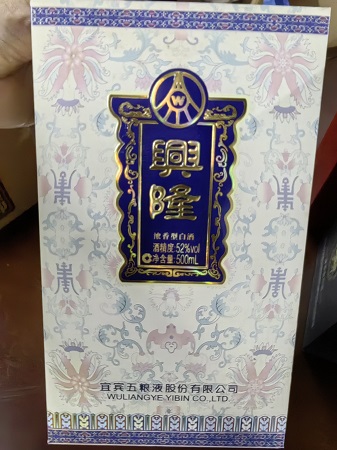 W
興
隆
浓香型白酒
酒精度:52%vol
净含量:500mL
宜宾五粮液股份有限公司
WULIANGYE YIBIN CO.,LTD.